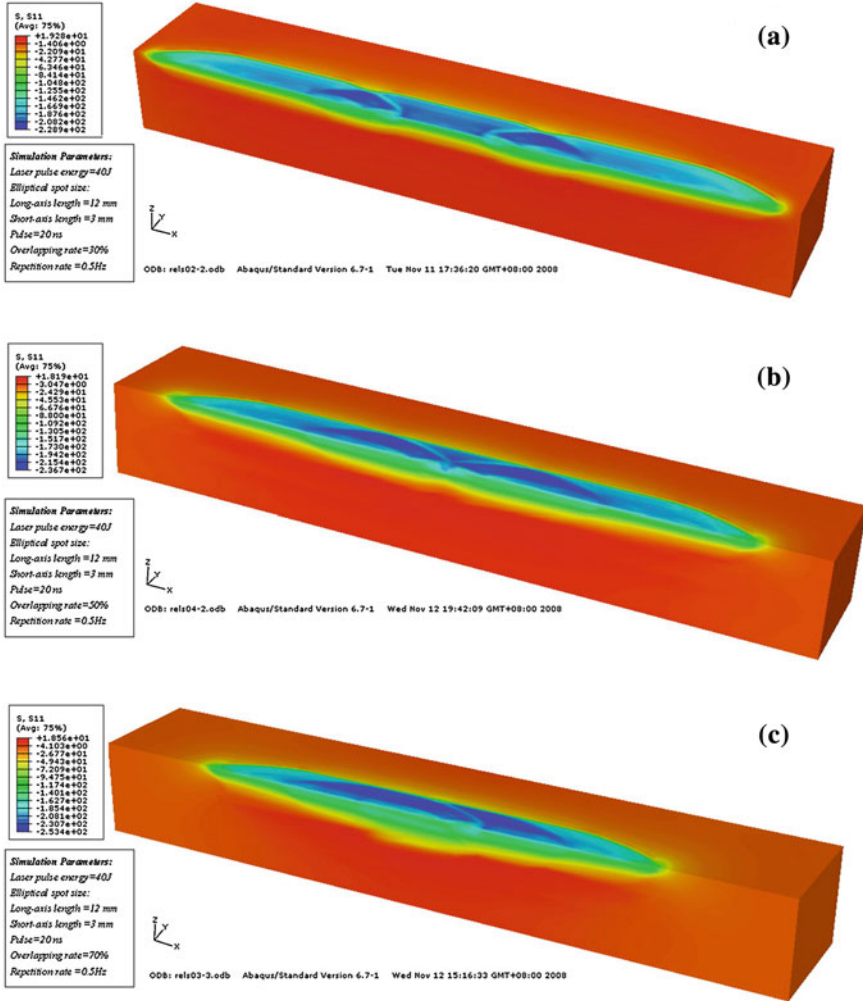 S, S11
(Avg: 75%)
+1.928e+01
-1.406e+00
-2.209e+01
-4.277e+01
-6.346e+01
-8.414e+01
-1.048e+02
-1.255e+02
-1.462e+02
-1.669e+02
-1.876e+02
-2.082e+02
-2.289e+02
(a)
Simulation Parameters:
Laser pulse energy=40J
Elliptical spot size:
Long-axis length =12 mm
Short-axis length =3 mm
Pulse=20 ns
Overlapping rate=30%
Repetition rate =0.5Hz
Z
Y
X
ODB: rels02-2.odb Abaqus/Standard Version 6.7-1 Tue Nov 11 17:36:20 GMT+08:00 2008
S, S11
(Avg: 75%)
+1.819e+01
-3.047e+00
-2.429e+01
-4.553e+01
-6.676e+01
-8.800e+01
-1.092e+02
-1.305e+02
-1.517e+02
-1.730e+02
-1.942e+02
-2.154e+02
-2.367e+02
(b)
Simulation Parameters:
Laser pulse energy=40J
Elliptical spot size:
Long-axis length =12 mm
Short-axis length =3 mm
Pulse=20 ns
Overlapping rate=50%
Repetition rate =0.5Hz
Z
Y
X
ODB: rels04-2.odb Abaqus/Standard Version 6.7-1 Wed Nov 12 19:42:09 GMT+08:00 2008
S, S11
(Avg: 75%)
+1.856e+01
-4.103e+00
-2.677e+01
-4.943e+01
-7.209e+01
-9.475e+01
-1.174e+02
-1.401e+02
-1.627e+02
-1.854e+02
-2.081e+02
-2.307e+02
-2.534e+02
(c)
Simulation Parameters:
Laser pulse energy=40J
Elliptical spot size:
Long-axis length =12 mm
Short-axis length =3 mm
Pulse=20 ns
Overlapping rate=70%
Repetition rate =0.5Hz
Z
Y
X
ODB: rels03-3.odb Abaqus/Standard Version 6.7-1 Wed Nov 12 15:16:33 GMT+08:00 2008